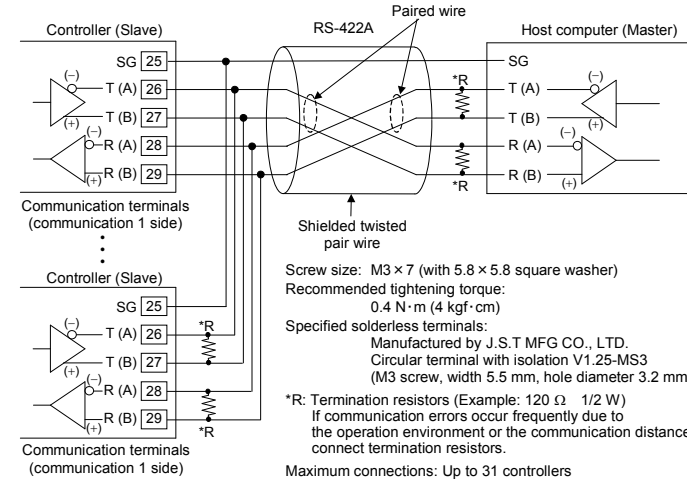 Paired wire
RS-422A
Controller (Slave)
Host computer (Master)
SG 25
SG
(−)
T (A) 26
*R
T (A)
(−)
(+)
T (B) 27
T (B)
(+)
(−)
R (A) 28
R (A)
(−)
(+)
R (B) 29
*R
R (B)
(+)
Communication terminals
(communication 1 side)
Shielded twisted
pair wire
Controller (Slave)
SG 25
(−)
T (A) 26
*R
(+)
T (B) 27
(−)
R (A) 28
(+)
R (B) 29
*R
Communication terminals
(communication 1 side)
Screw size: M3 × 7 (with 5.8 × 5.8 square washer)
Recommended tightening torque:
0.4 N·m (4 kgf·cm)
Specified solderless terminals:
Manufactured by J.S.T MFG CO., LTD.
Circular terminal with isolation V1.25-MS3
(M3 screw, width 5.5 mm, hole diameter 3.2 mm
*R: Termination resistors (Example: 120 Ω 1/2 W)
If communication errors occur frequently due to
the operation environment or the communication distance
connect termination resistors.
Maximum connections: Up to 31 controllers